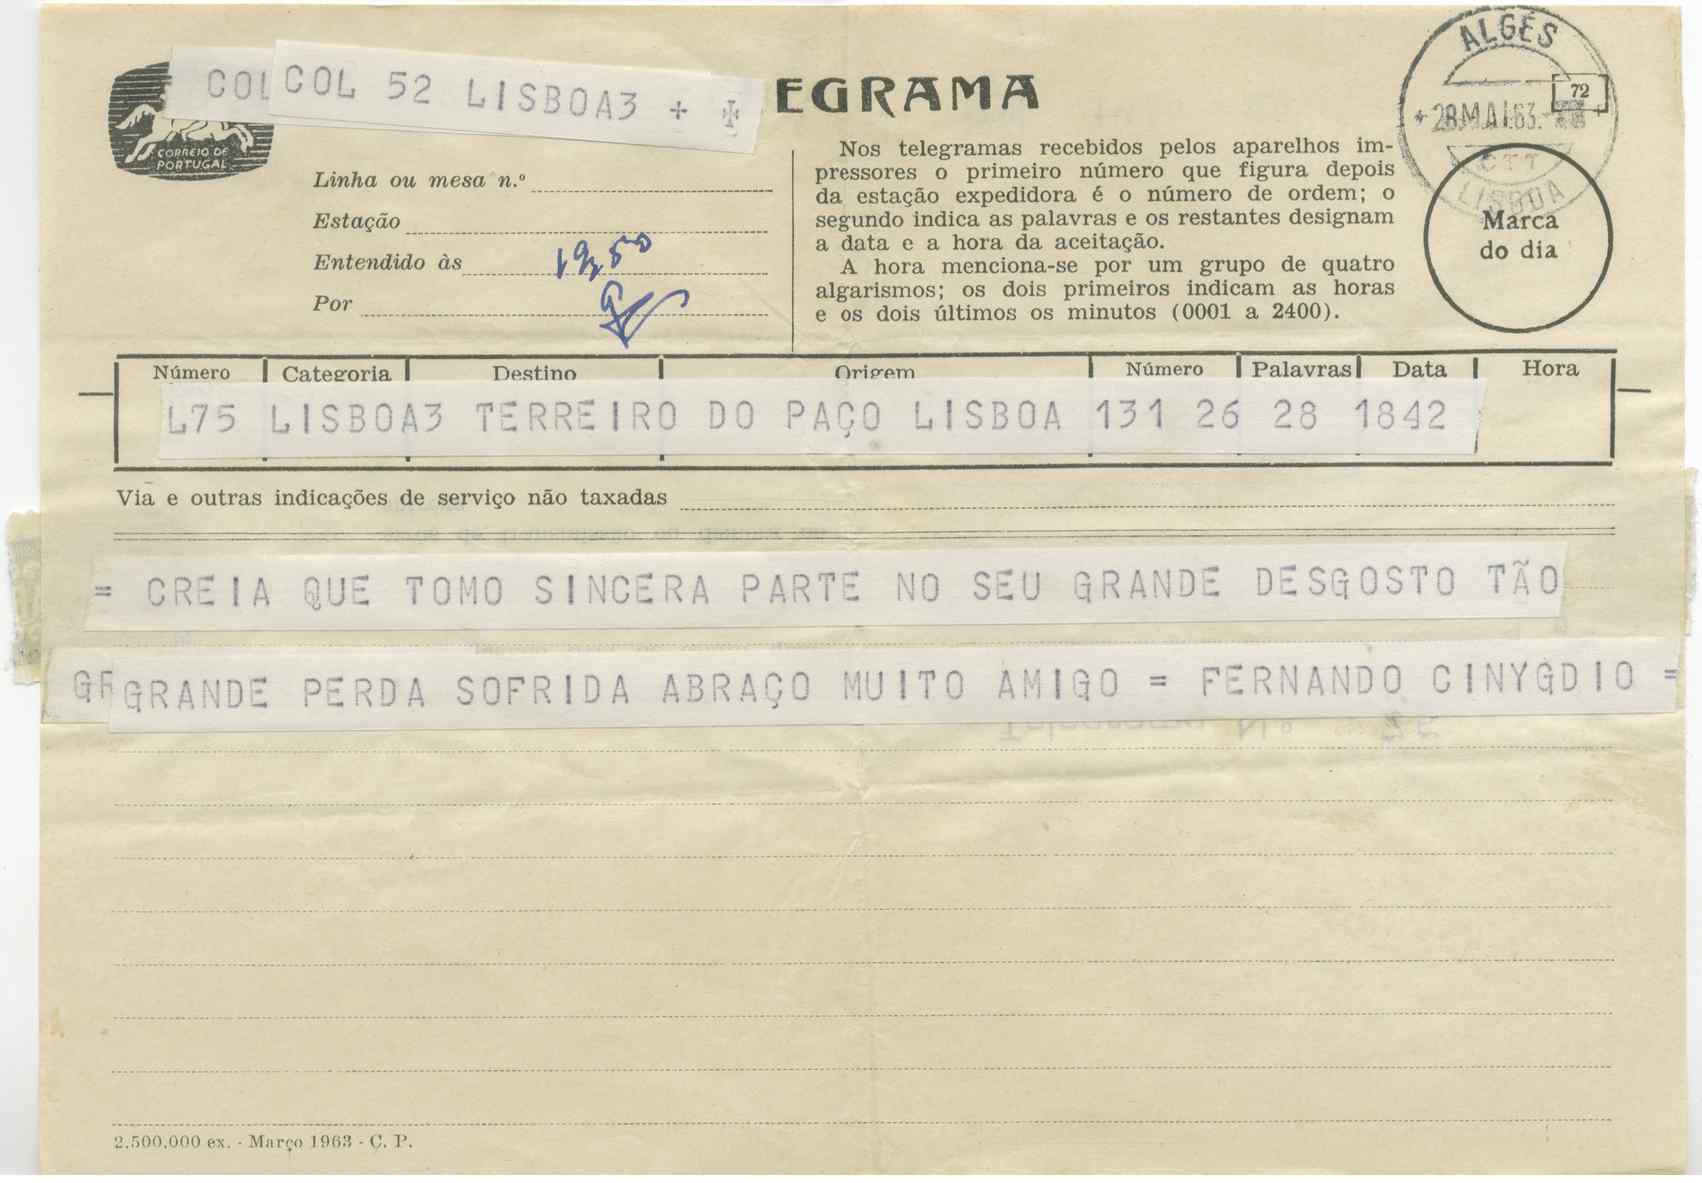 COL COL 52 LISBOA3 +
EGRAMA
CORREIO DE
PORTUGAL
ALGÉS
72
28 MAI 63
CTT
LISBOA
Linha ou mesa n.º
Estação
Entendido às 1950
Por
Nos telegramas recebidos pelos aparelhos im-
pressores o primeiro número que figura depois
da estação expedidora é o número de ordem; o
segundo indica as palavras e os restantes designam
a data e a hora da aceitação.
A hora menciona-se por um grupo de quatro
algarismos; os dois primeiros indicam as horas
e os dois últimos os minutos (0001 a 2400).
Marca
do dia
Número Categoria Destino Origem Número Palavras Data Hora
L75 LISBOA3 TERREIRO DO PAÇO LISBOA 131 26 28 1842
Via e outras indicações de serviço não taxadas
= CREIA QUE TOMO SINCERA PARTE NO SEU GRANDE DESGOSTO TÃO
GR GRANDE PERDA SOFRIDA ABRAÇO MUITO AMIGO = FERNANDO CINYGDIO =
2.500.000 ex. - Março 1963 - C. P.